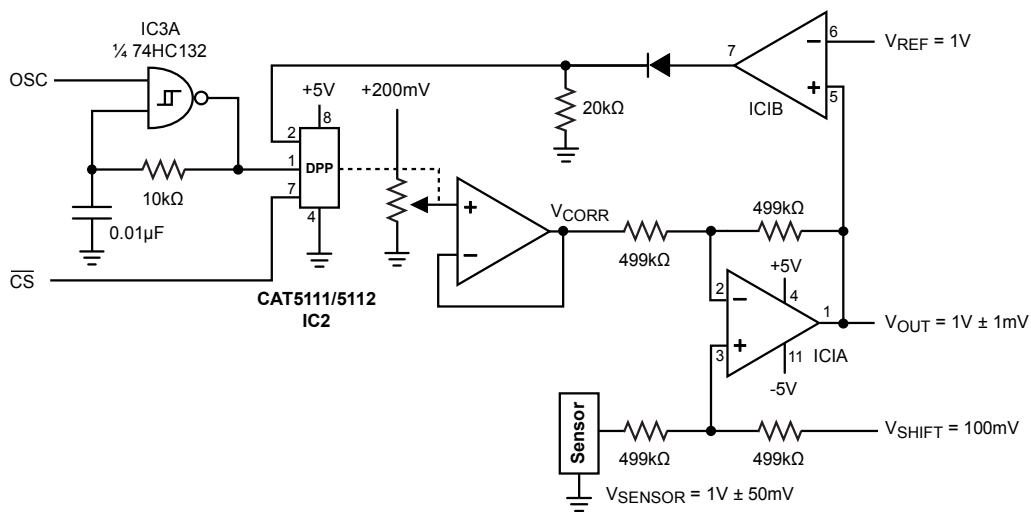 IC3A
¼ 74HC132
OSC
10kΩ
0.01µF
CS
+5V
8
2
1
7
4
DPP
CAT5111/5112
IC2
+200mV
+
−
VCORR
20kΩ
7
6
5
−
+
ICIB
VREF = 1V
499kΩ
499kΩ
+5V
4
2
−
3
+
1
11
-5V
ICIA
VOUT = 1V ± 1mV
Sensor
499kΩ
499kΩ
VSHIFT = 100mV
VSENSOR = 1V ± 50mV